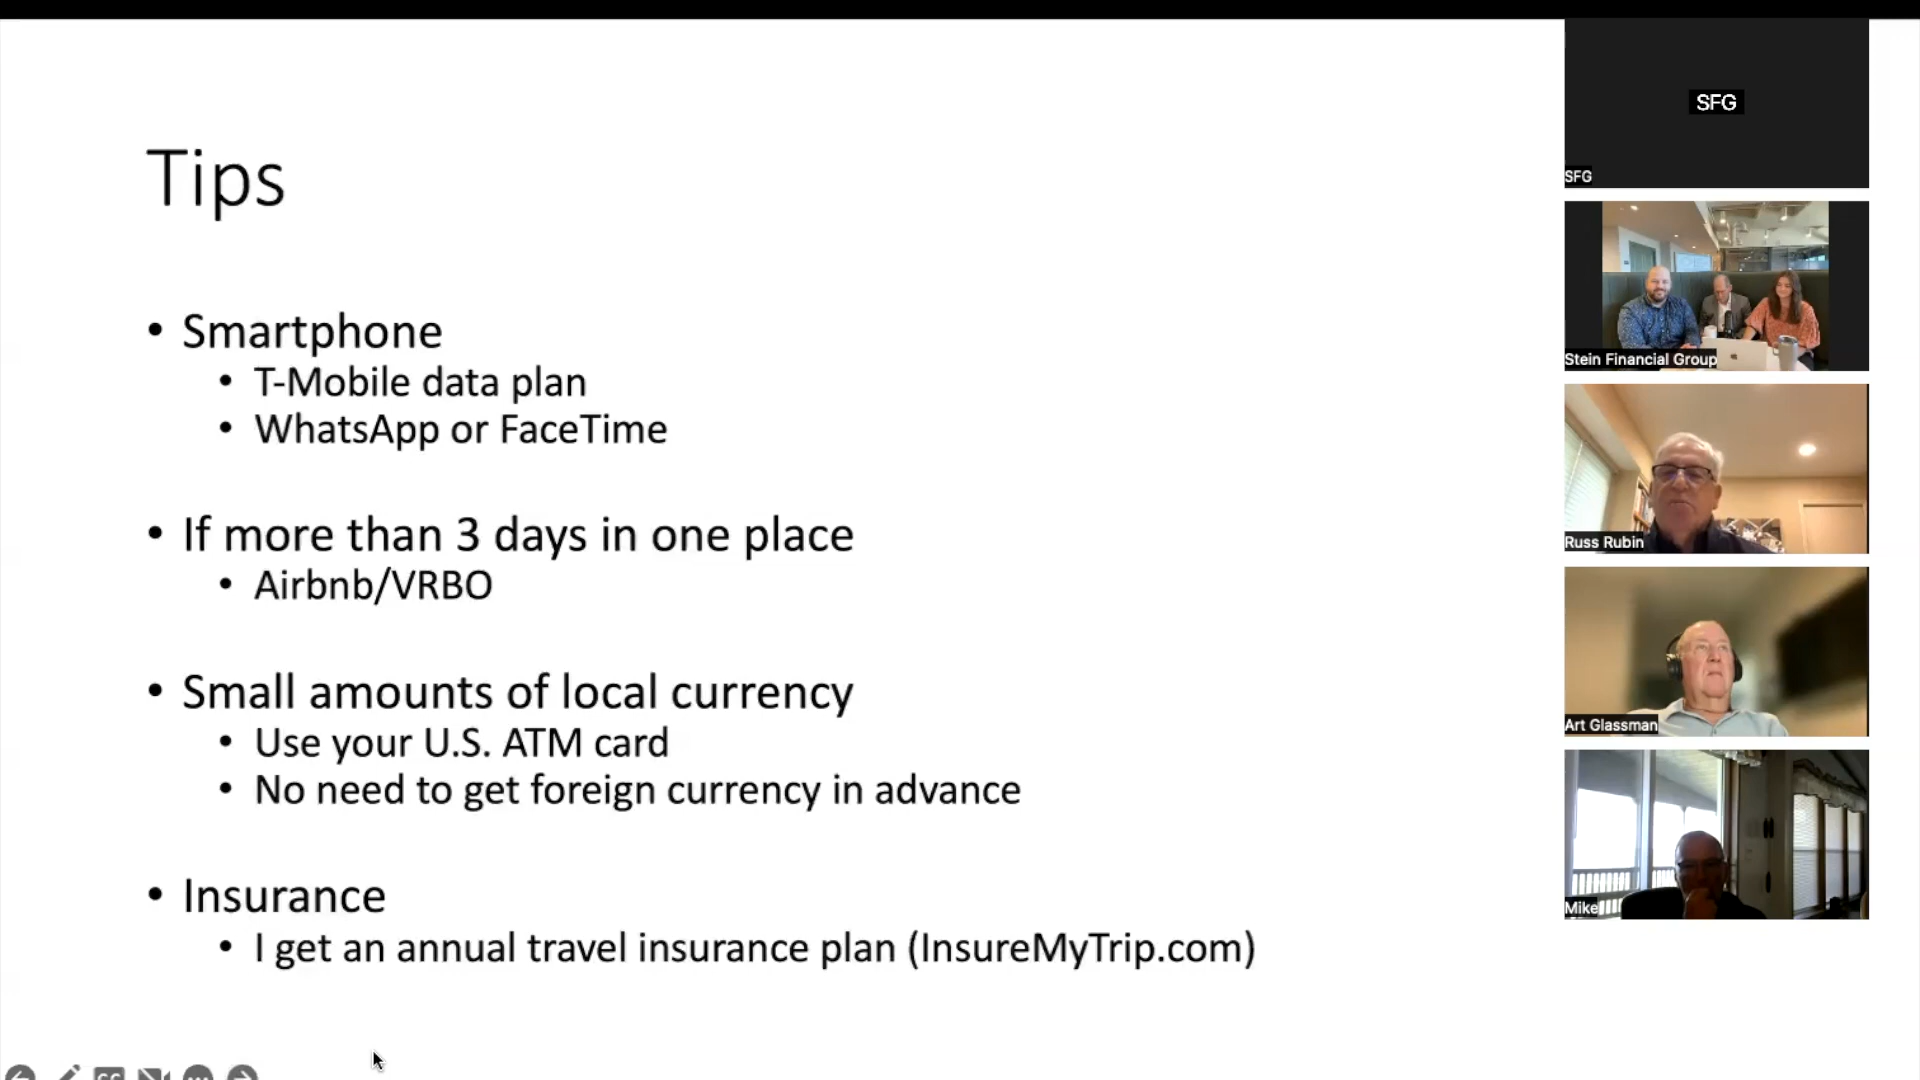 Tips
• Smartphone
• T-Mobile data plan
• WhatsApp or FaceTime
• If more than 3 days in one place
• Airbnb/VRBO
• Small amounts of local currency
• Use your U.S. ATM card
• No need to get foreign currency in advance
• Insurance
• I get an annual travel insurance plan (InsureMyTrip.com)
SFG
SFG
Stein Financial Group
Russ Rubin
Art Glassman
Mike
CC